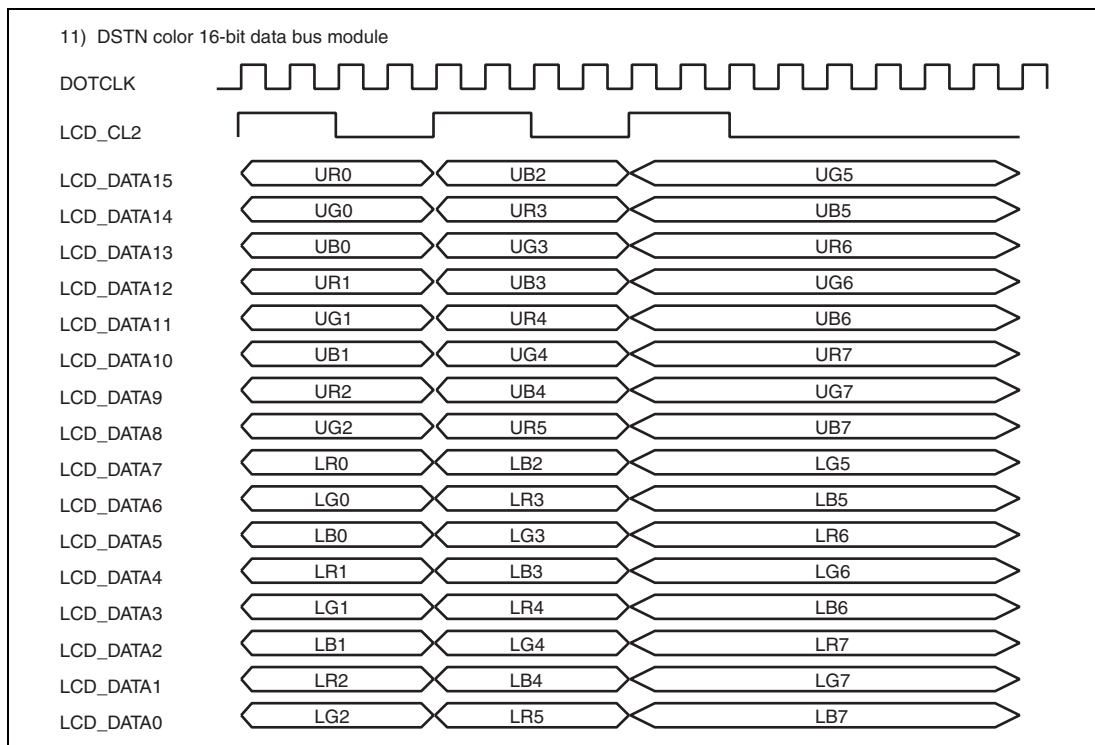 11) DSTN color 16-bit data bus module
DOTCLK
LCD_CL2
LCD_DATA15 UR0 UB2 UG5
LCD_DATA14 UG0 UR3 UB5
LCD_DATA13 UB0 UG3 UR6
LCD_DATA12 UR1 UB3 UG6
LCD_DATA11 UG1 UR4 UB6
LCD_DATA10 UB1 UG4 UR7
LCD_DATA9 UR2 UB4 UG7
LCD_DATA8 UG2 UR5 UB7
LCD_DATA7 LR0 LB2 LG5
LCD_DATA6 LG0 LR3 LB5
LCD_DATA5 LB0 LG3 LR6
LCD_DATA4 LR1 LB3 LG6
LCD_DATA3 LG1 LR4 LB6
LCD_DATA2 LB1 LG4 LR7
LCD_DATA1 LR2 LB4 LG7
LCD_DATA0 LG2 LR5 LB7